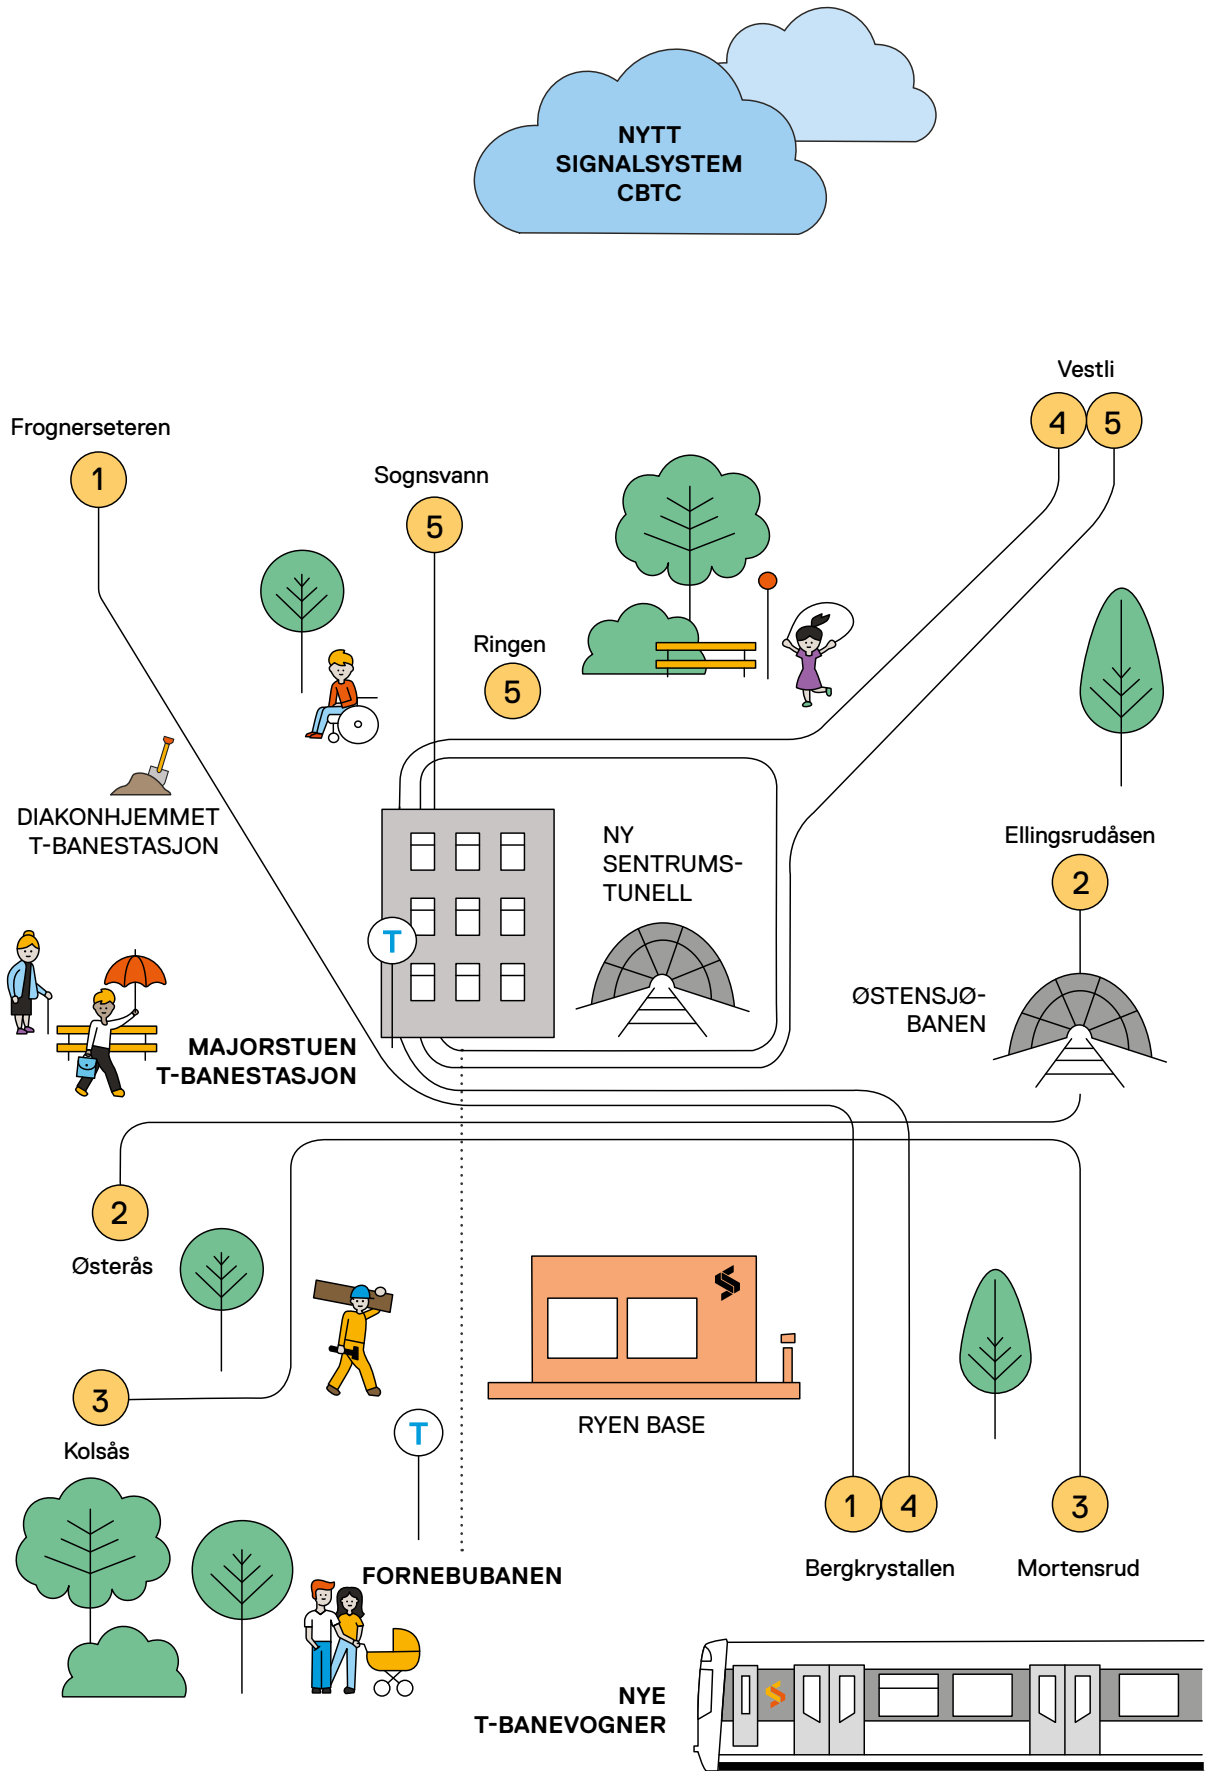 NYTT
SIGNALSYSTEM
CBTC
Vestli
4 5
Frognerseteren
1
Sognsvann
5
Ringen
5
DIAKONHJEMMET
T-BANESTASJON
NY
SENTRUMS-
TUNELL
Ellingsrudåsen
2
T
ØSTENSJØ-
BANEN
MAJORSTUEN
T-BANESTASJON
2
Østerås
3
Kolsås
T
RYEN BASE
1 4
Bergkrystallen
3
Mortensrud
FORNEBUBANEN
NYE
T-BANEVOGNER